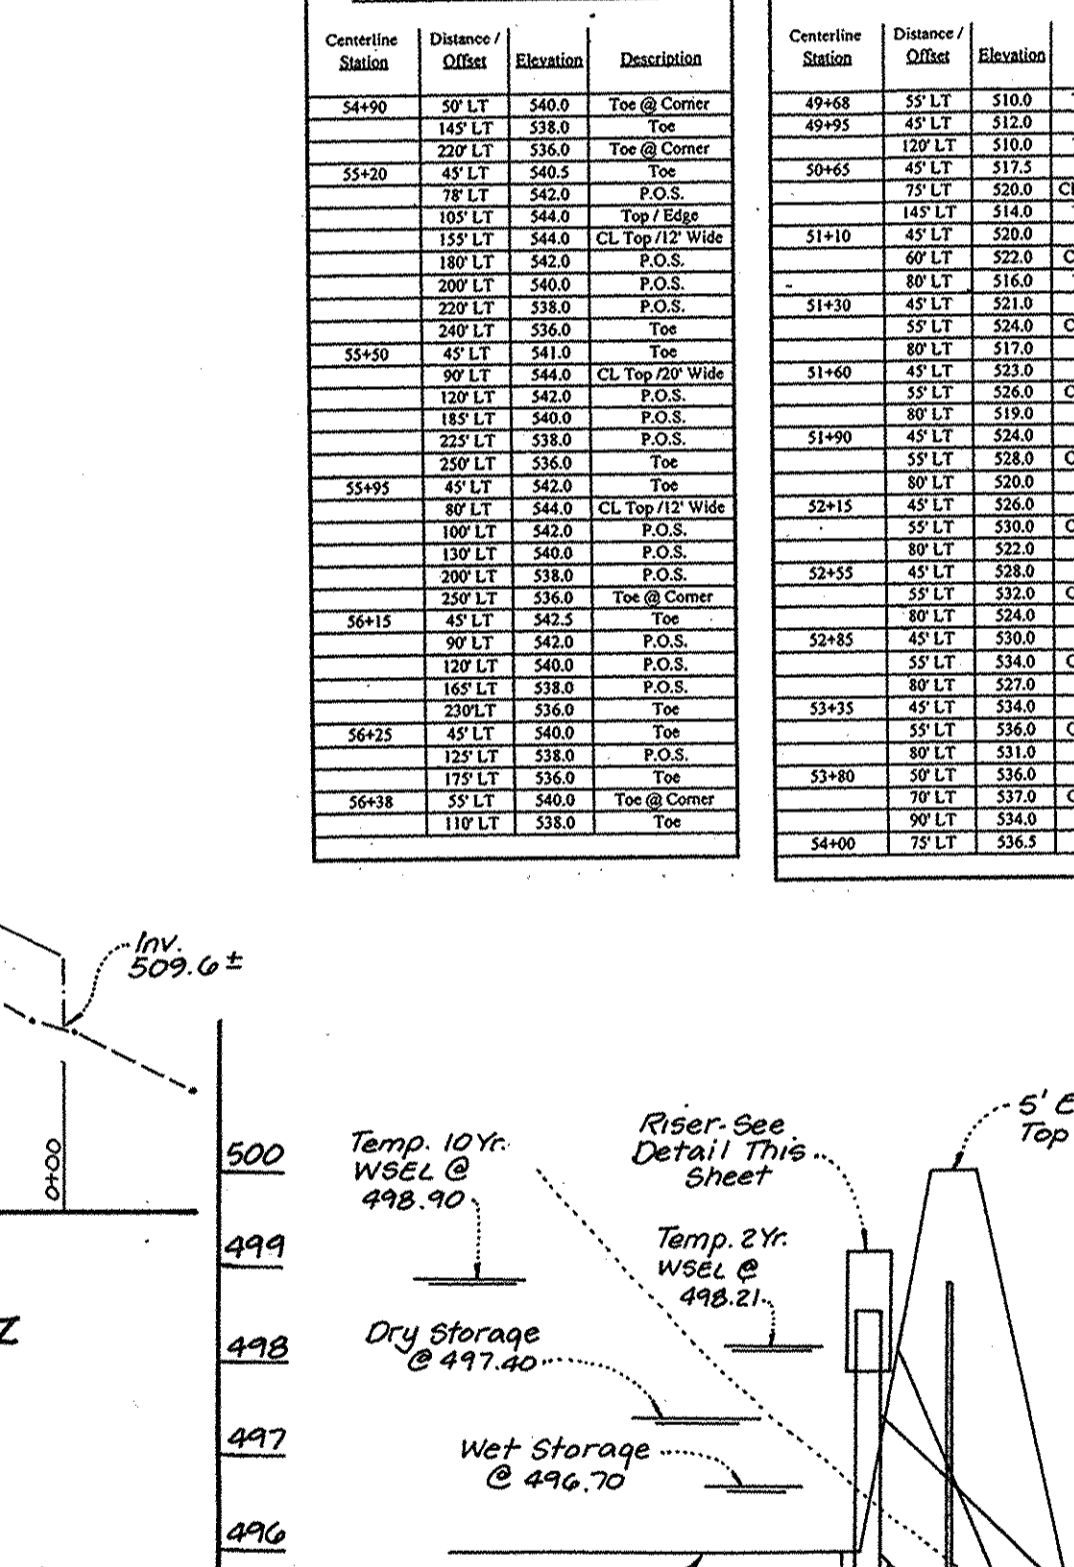 Centerline Station Distance / Offset Elevation Description
54+90 50' LT 540.0 Toe @ Corner
145' LT 538.0 Toe
220' LT 536.0 Toe @ Corner
55+20 45' LT 540.5 Toe
78' LT 542.0 P.O.S.
105' LT 544.0 Top / Edge
155' LT 544.0 CL Top /12' Wide
180' LT 542.0 P.O.S.
200' LT 540.0 P.O.S.
220' LT 538.0 P.O.S.
240' LT 536.0 Toe
55+50 45' LT 541.0 Toe
90' LT 544.0 CL Top /20' Wide
120' LT 542.0 P.O.S.
185' LT 540.0 P.O.S.
225' LT 538.0 P.O.S.
250' LT 536.0 Toe
55+95 45' LT 542.0 Toe
80' LT 544.0 CL Top /12' Wide
100' LT 542.0 P.O.S.
130' LT 540.0 P.O.S.
200' LT 538.0 P.O.S.
250' LT 536.0 Toe @ Corner
56+15 45' LT 542.5 Toe
90' LT 542.0 P.O.S.
120' LT 540.0 P.O.S.
165' LT 538.0 P.O.S.
230'LT 536.0 Toe
56+25 45' LT 540.0 Toe
125' LT 538.0 P.O.S.
175' LT 536.0 Toe
56+38 55' LT 540.0 Toe @ Corner
110' LT 538.0 Toe
Centerline Station Distance / Offset Elevation
49+68 55' LT 510.0
49+95 45' LT 512.0
120' LT 510.0
50+65 45' LT 517.5
75' LT 520.0
145' LT 514.0
51+10 45' LT 520.0
60' LT 522.0
80' LT 516.0
51+30 45' LT 521.0
55' LT 524.0
80' LT 517.0
51+60 45' LT 523.0
55' LT 526.0
80' LT 519.0
51+90 45' LT 524.0
55' LT 528.0
80' LT 520.0
52+15 45' LT 526.0
55' LT 530.0
80' LT 522.0
52+55 45' LT 528.0
55' LT 532.0
80' LT 524.0
52+85 45' LT 530.0
55' LT 534.0
80' LT 527.0
53+35 45' LT 534.0
55' LT 536.0
80' LT 531.0
53+80 50' LT 536.0
70' LT 537.0
90' LT 534.0
54+00 75' LT 536.5
Inv.
509.6 ±
0+00
500
499
498
497
496
Temp. 10 Yr.
WSEL @
498.90
Riser-See
Detail This
Sheet
5'
Top
Temp. 2 Yr.
WSEL @
498.21
Dry Storage
@ 497.40
Wet Storage
@ 496.70